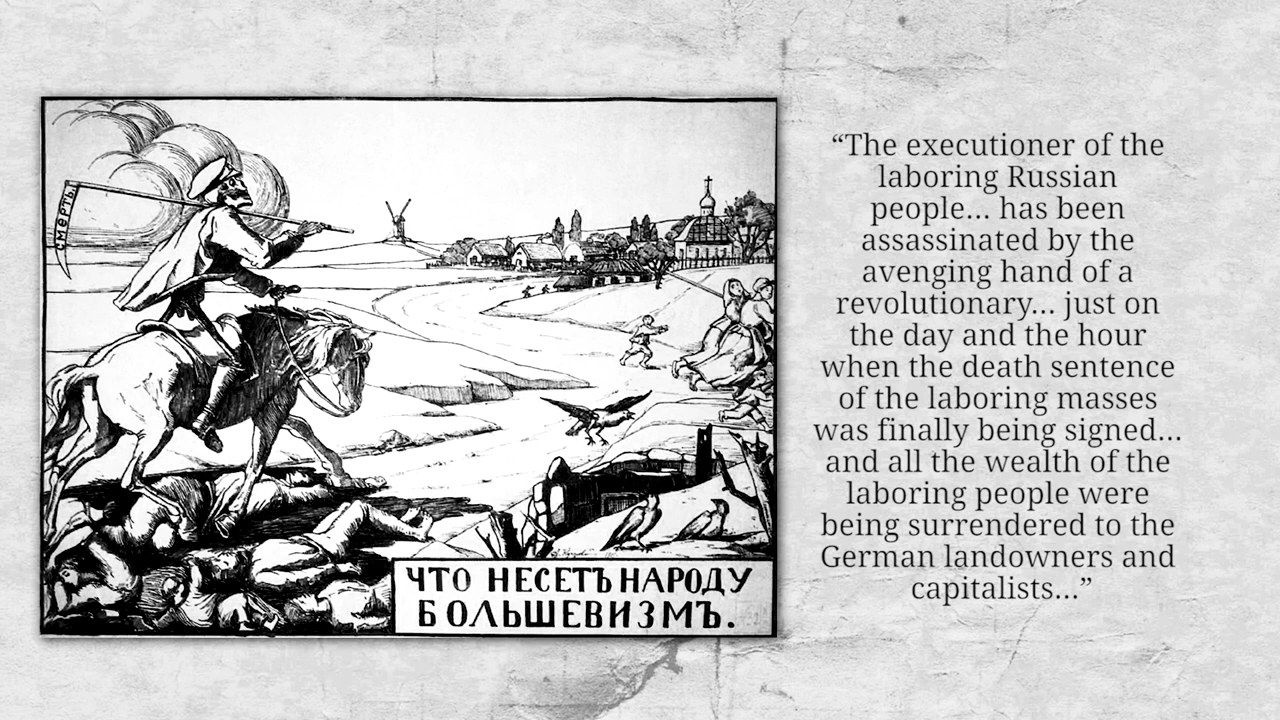 смерть.
ЧТО НЕСЕТЪ НАРОДУ
БОЛЬШЕВИЗМЪ.
“The executioner of the
laboring Russian
people... has been
assassinated by the
avenging hand of a
revolutionary... just on
the day and the hour
when the death sentence
of the laboring masses
was finally being signed...
and all the wealth of the
laboring people were
being surrendered to the
German landowners and
capitalists...”